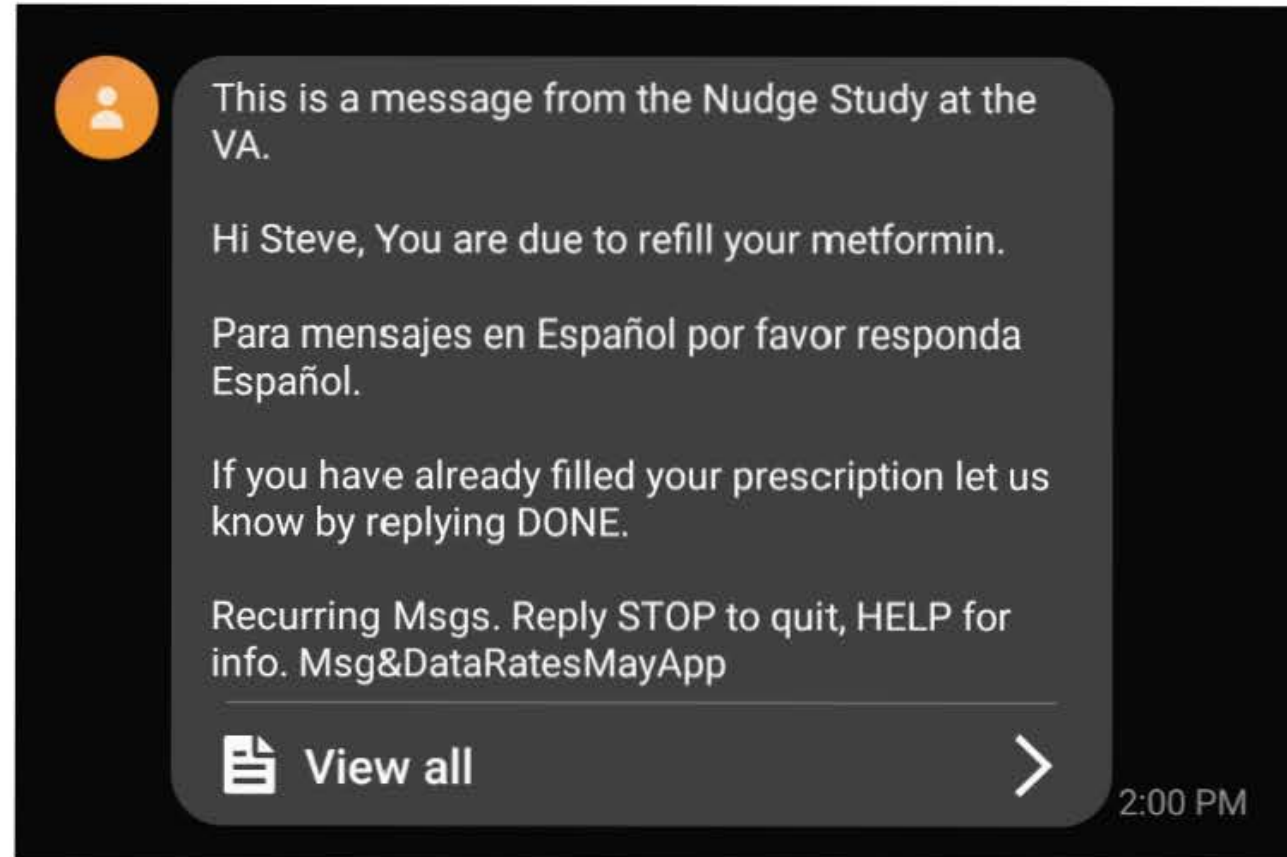 This is a message from the Nudge Study at the
VA.
Hi Steve, You are due to refill your metformin.
Para mensajes en Español por favor responda
Español.
If you have already filled your prescription let us
know by replying DONE.
Recurring Msgs. Reply STOP to quit, HELP for
info. Msg&DataRatesMayApp
View all
2:00 PM